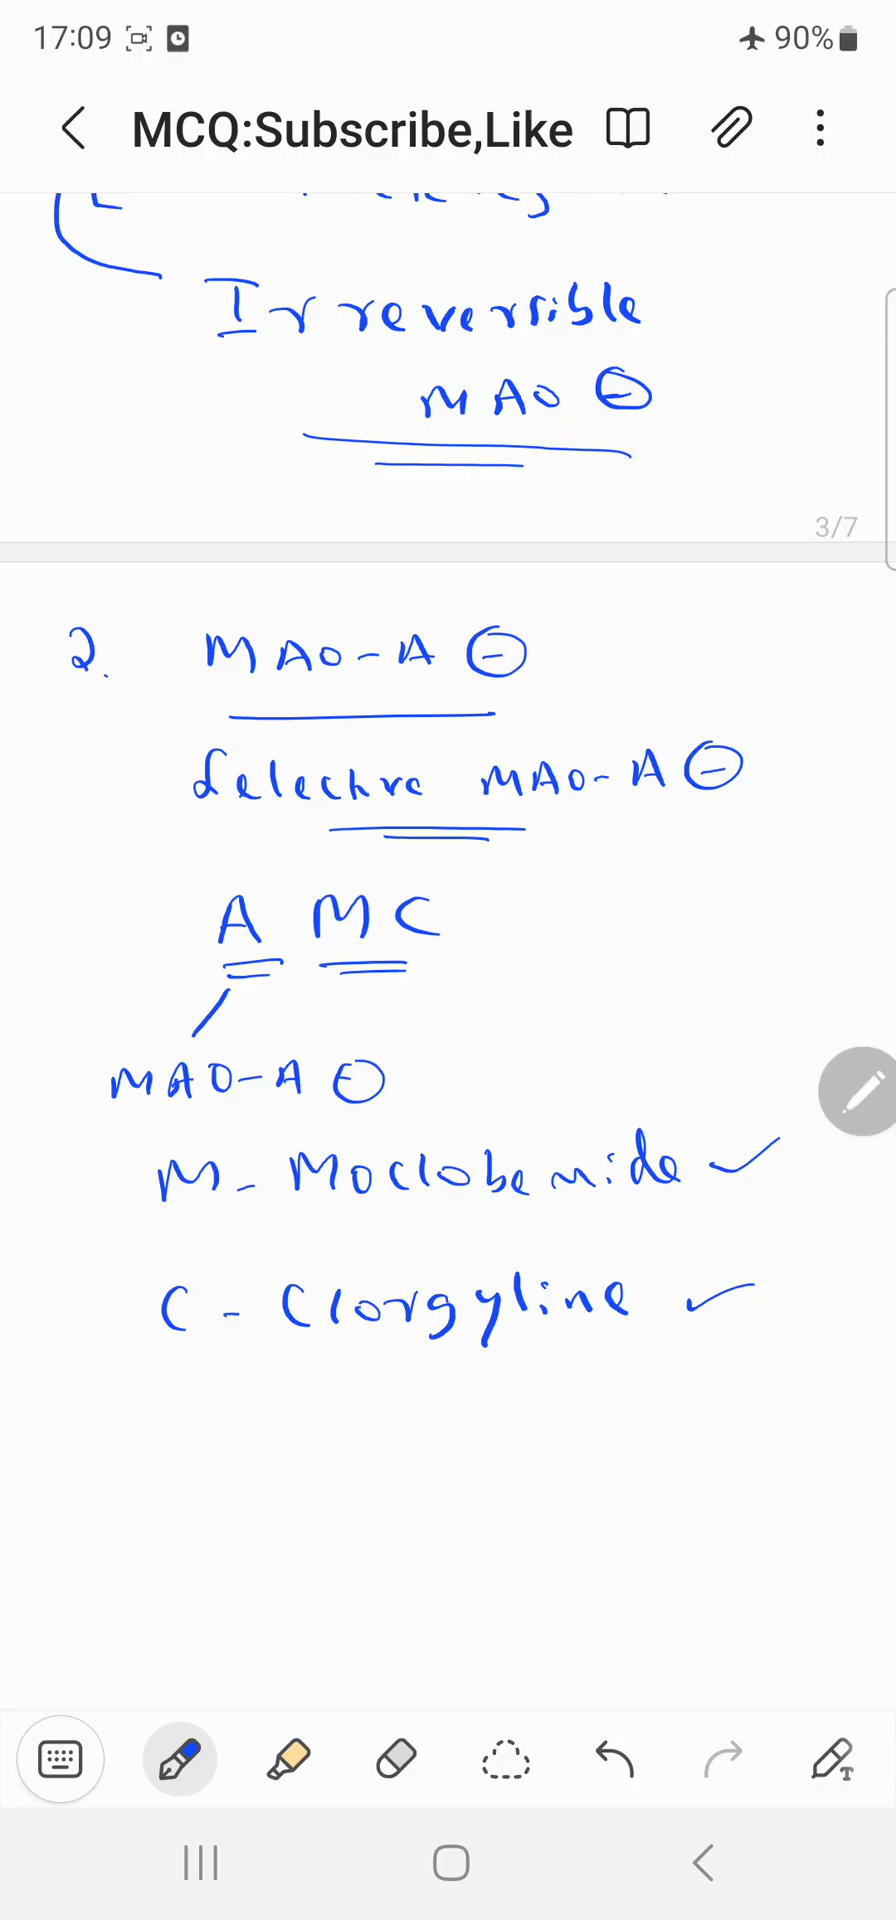 17:09 90%
MCQ:Subscribe,Like
Irreversible
MAO ⊖
3/7
2. MAO-A ⊖
Selective MAO-A ⊖
A MC
MAO-A ⊖
M - Moclobemide ✓
C - Clorgyline ✓
T